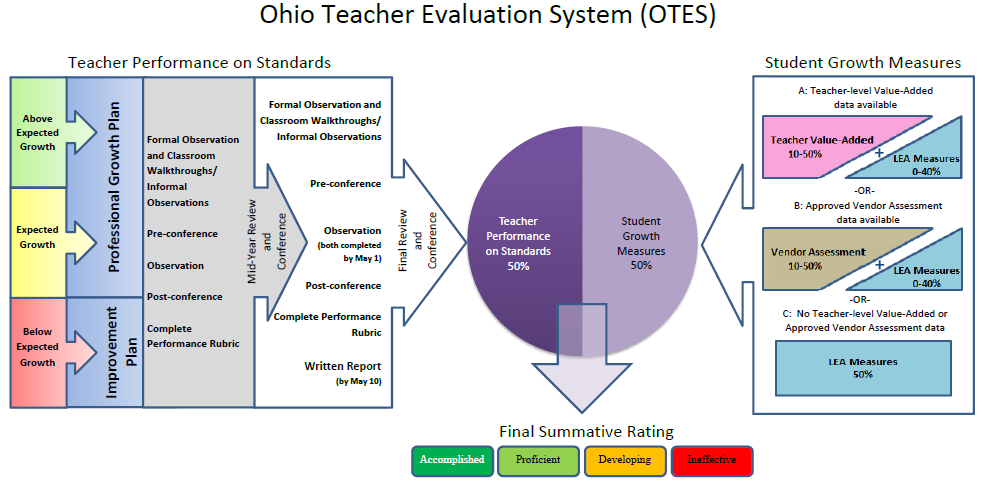 Ohio Teacher Evaluation System (OTES)
Teacher Performance on Standards
Above
Expected
Growth
Expected
Growth
Below
Expected
Growth
Professional Growth Plan
Improvement
Plan
Formal Observation
and Classroom
Walkthroughs/
Informal
Observations
Pre-conference
Observation
Post-conference
Complete
Performance Rubric
Mid-Year Review
and
Conference
Formal Observation and
Classroom Walkthroughs/
Informal Observations
Pre-conference
Observation
(both completed
by May 1)
Post-conference
Complete Performance
Rubric
Written Report
(by May 10)
Final Review
and
Conference
Teacher
Performance
on Standards
50%
Student
Growth
Measures
50%
Student Growth Measures
A: Teacher-level Value-Added
data available
Teacher Value-Added
10-50%
+
LEA Measures
0-40%
-OR-
B: Approved Vendor Assessment
data available
Vendor Assessment
10-50%
+
LEA Measures
0-40%
-OR-
C: No Teacher-level Value-Added or
Approved Vendor Assessment data
LEA Measures
50%
Final Summative Rating
Accomplished
Proficient
Developing
Ineffective